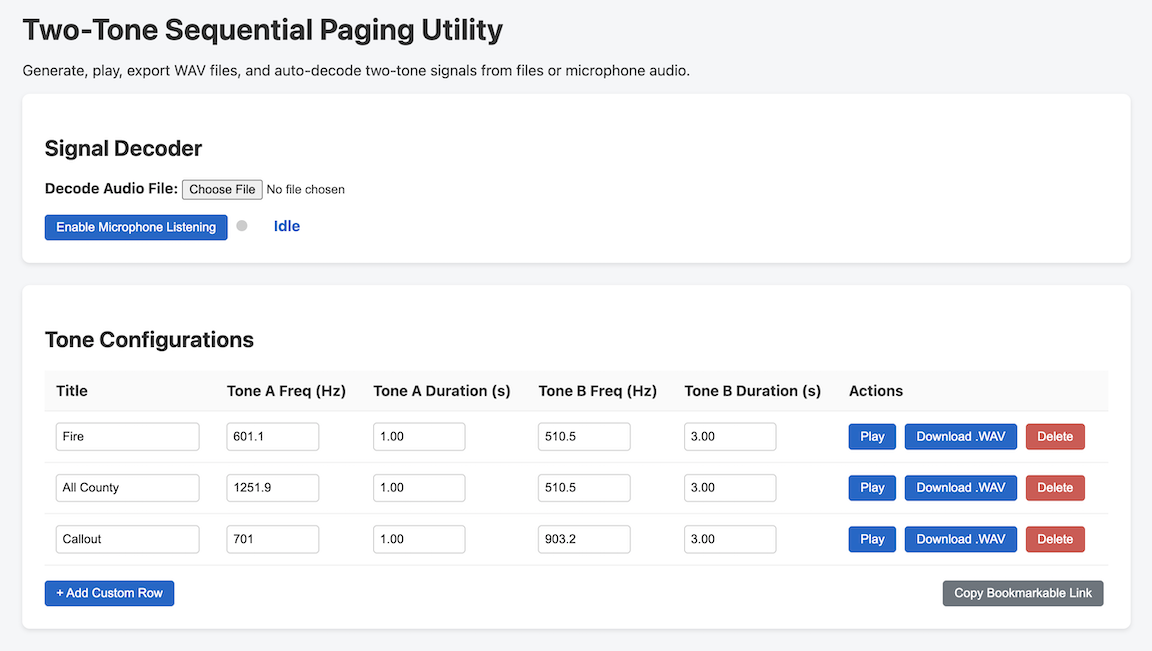 Two-Tone Sequential Paging Utility
Generate, play, export WAV files, and auto-decode two-tone signals from files or microphone audio.
Signal Decoder
Decode Audio File: Choose File No file chosen
Enable Microphone Listening Idle
Tone Configurations
Title Tone A Freq (Hz) Tone A Duration (s) Tone B Freq (Hz) Tone B Duration (s) Actions
Fire 601.1 1.00 510.5 3.00 Play Download .WAV Delete
All County 1251.9 1.00 510.5 3.00 Play Download .WAV Delete
Callout 701 1.00 903.2 3.00 Play Download .WAV Delete
+ Add Custom Row Copy Bookmarkable Link